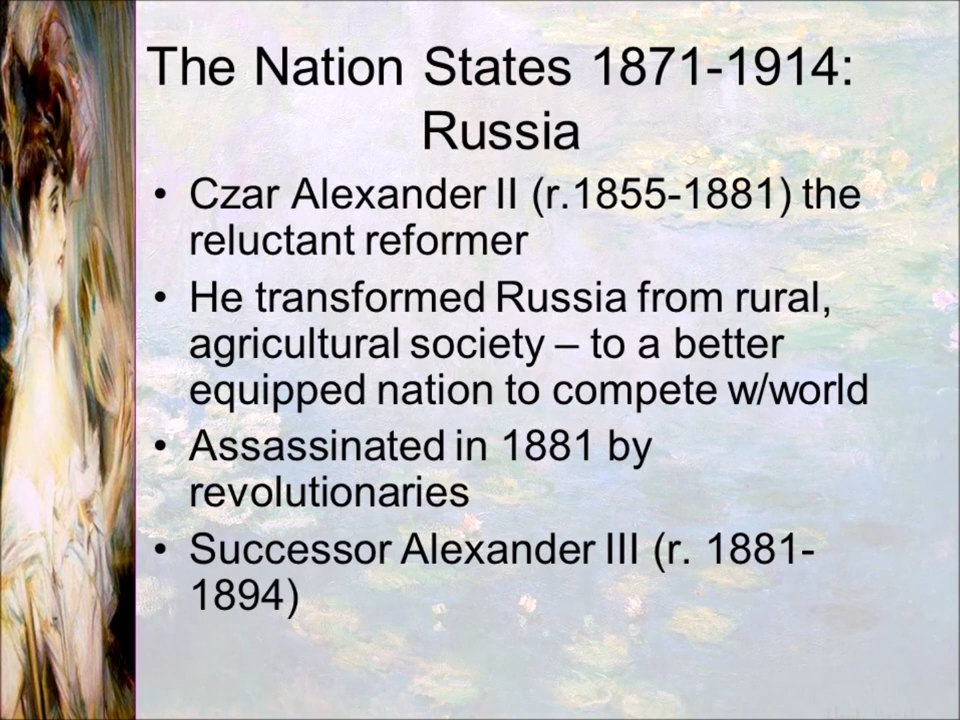 The Nation States 1871-1914:
Russia
• Czar Alexander II (r.1855-1881) the
reluctant reformer
• He transformed Russia from rural,
agricultural society – to a better
equipped nation to compete w/world
• Assassinated in 1881 by
revolutionaries
• Successor Alexander III (r. 1881-
1894)